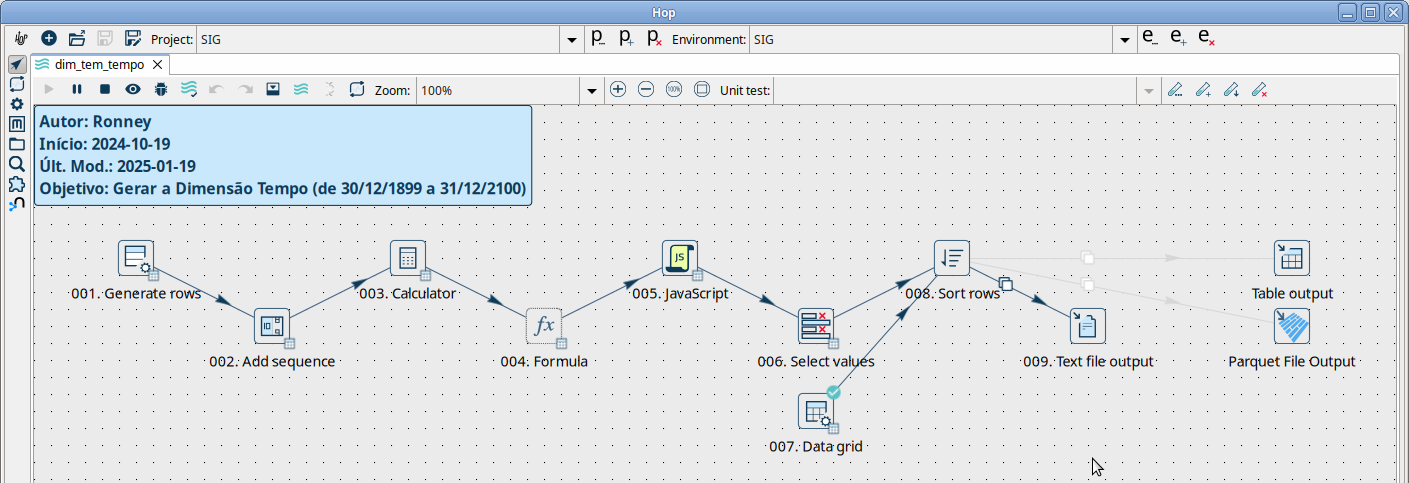 Hop
Project: SIG Environment: SIG
dim_tem_tempo
Zoom: 100% 100% Unit test:
Autor: Ronney
Início: 2024-10-19
Últ. Mod.: 2025-01-19
Objetivo: Gerar a Dimensão Tempo (de 30/12/1899 a 31/12/2100)
001. Generate rows
002. Add sequence
003. Calculator
004. Formula
JS
005. JavaScript
006. Select values
007. Data grid
008. Sort rows
009. Text file output
Table output
Parquet File Output